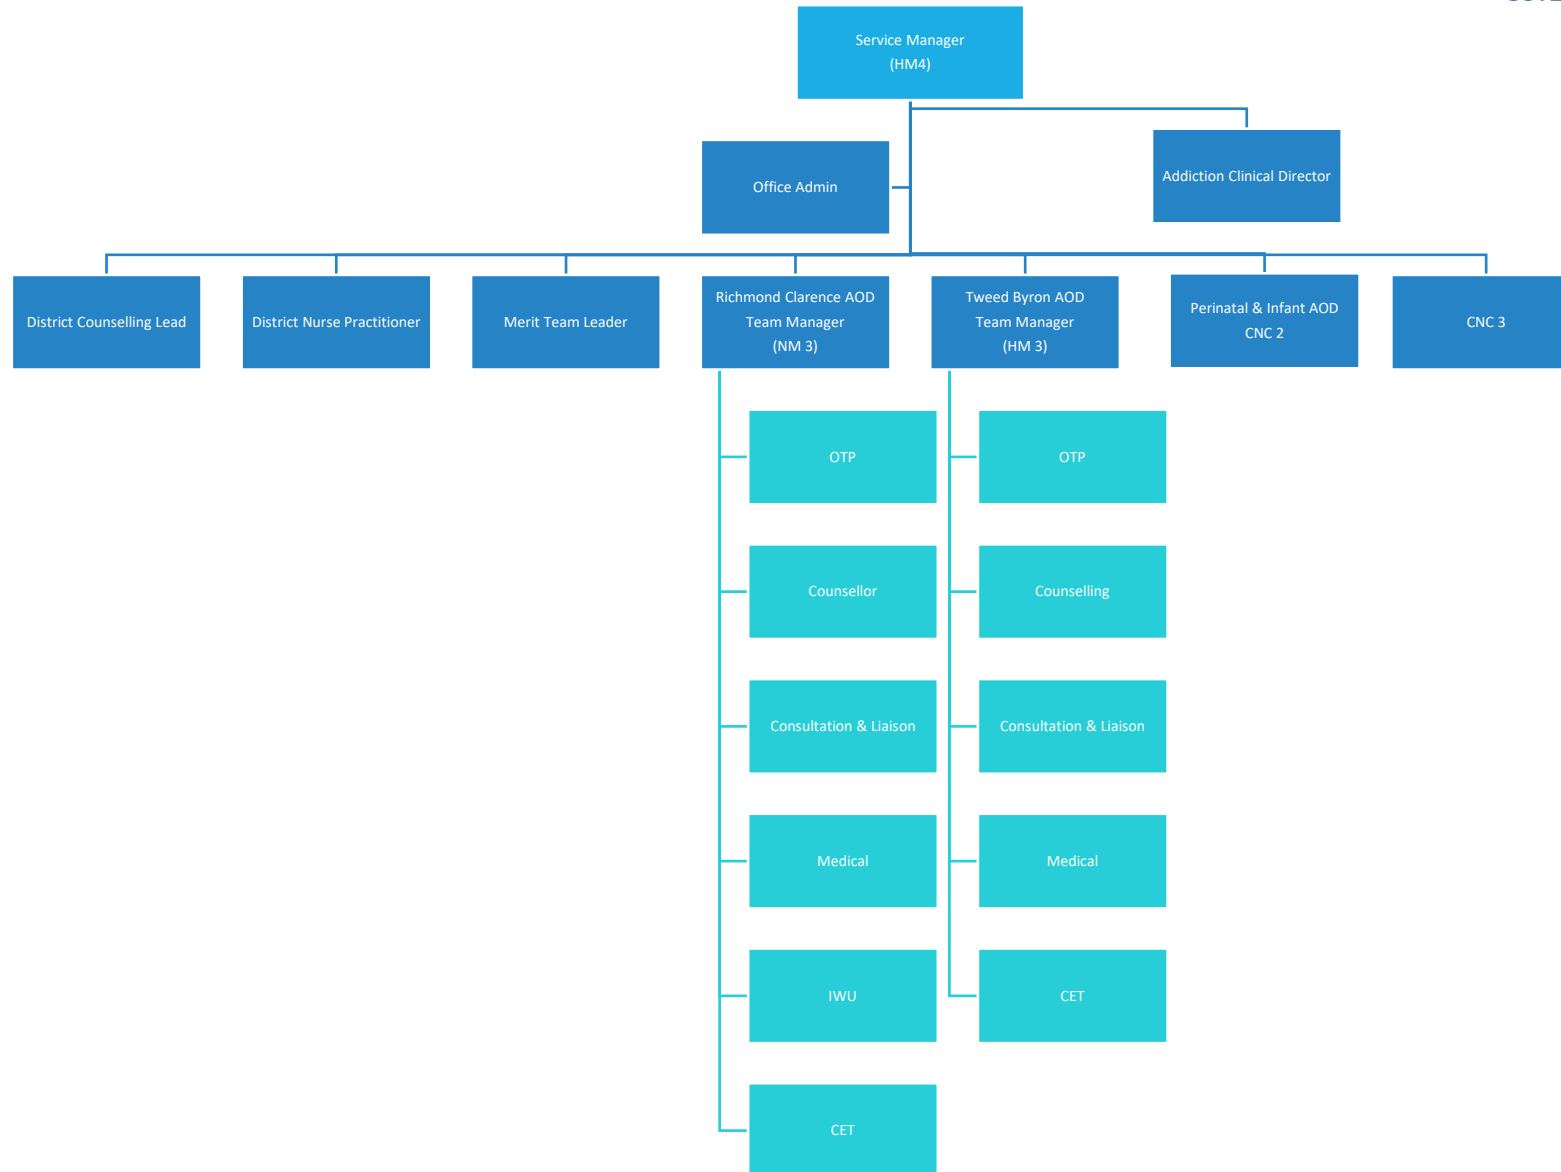 Service Manager
(HM4)
Office Admin
Addiction Clinical Director
District Counselling Lead
District Nurse Practitioner
Merit Team Leader
Richmond Clarence AOD
Team Manager
(NM 3)
Tweed Byron AOD
Team Manager
(HM 3)
Perinatal & Infant AOD
CNC 2
CNC 3
OTP
OTP
Counsellor
Counselling
Consultation & Liaison
Consultation & Liaison
Medical
Medical
IWU
CET
CET